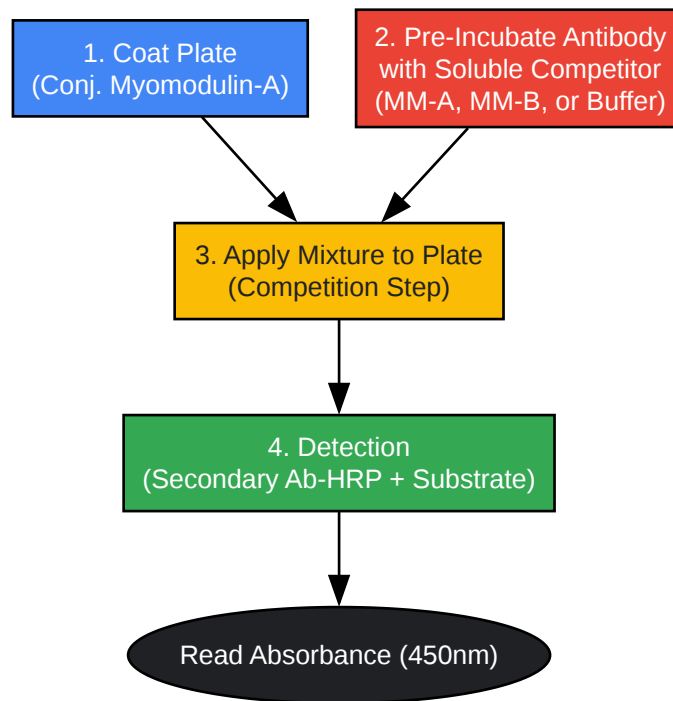 1. Coat Plate
(Conj. Myomodulin-A)
2. Pre-Incubate Antibody
with Soluble Competitor
(MM-A, MM-B, or Buffer)
3. Apply Mixture to Plate
(Competition Step)
4. Detection
(Secondary Ab-HRP + Substrate)
Read Absorbance (450nm)